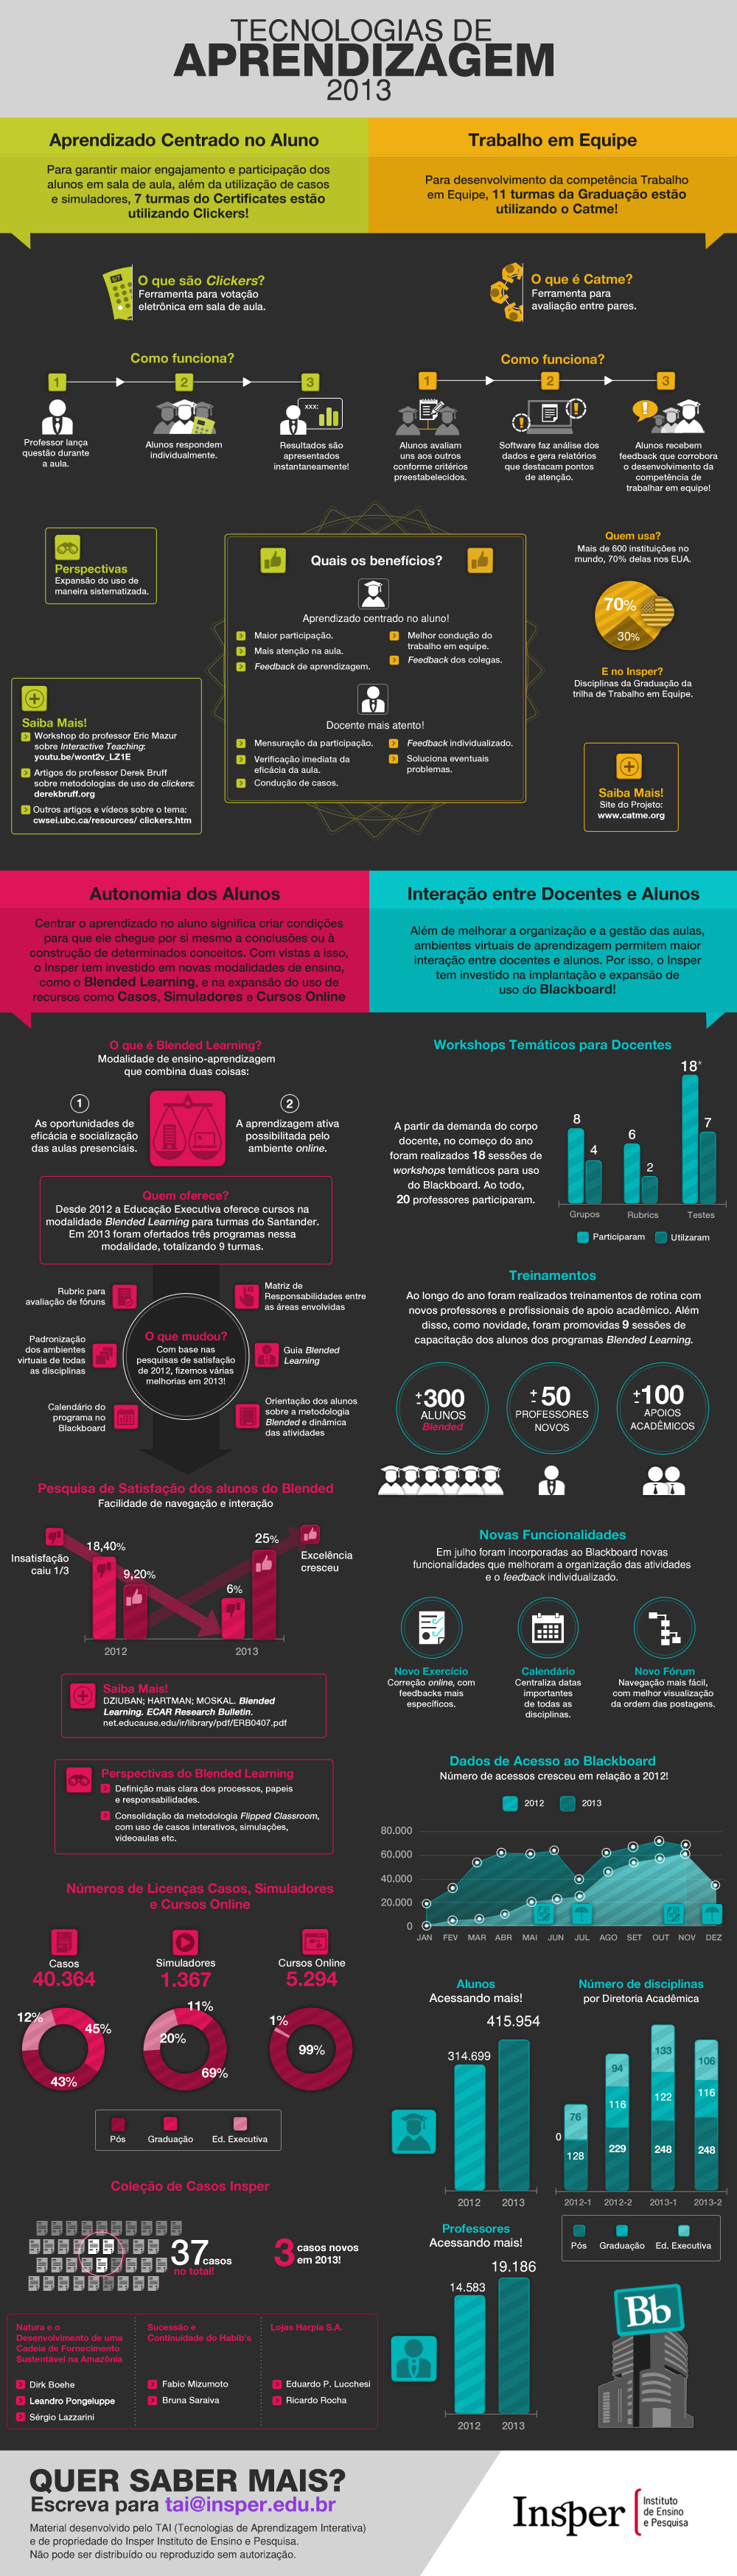 TECNOLOGIAS DE
APRENDIZAGEM
2013
Aprendizado Centrado no Aluno
Para garantir maior engajamento e participação dos
alunos em sala de aula, além da utilização de casos
e simuladores, 7 turmas do Certificates estão
utilizando Clickers!
Trabalho em Equipe
Para desenvolvimento da competência Trabalho
em Equipe, 11 turmas da Graduação estão
utilizando o Catme!
O que são Clickers?
Ferramenta para votação
eletrônica em sala de aula.
Como funciona?
1
2
3
Professor lança
questão durante
a aula.
Alunos respondem
individualmente.
XXX:
Resultados são
apresentados
instantaneamente!
O que é Catme?
Ferramenta para
avaliação entre pares.
Como funciona?
1
2
3
Alunos avaliam
uns aos outros
conforme critérios
preestabelecidos.
Software faz análise dos
dados e gera relatórios
que destacam pontos
de atenção.
Alunos recebem
feedback que corrobora
o desenvolvimento da
competência de
trabalhar em equipe!
Perspectivas
Expansão do uso de
maneira sistematizada.
Saiba Mais!
Workshop do professor Eric Mazur
sobre Interactive Teaching:
youtu.be/wont2v_LZ1E
Artigos do professor Derek Bruff
sobre metodologias de uso de clickers:
derekbruff.org
Outros artigos e vídeos sobre o tema:
cwsei.ubc.ca/resources/ clickers.htm
Quais os benefícios?
Aprendizado centrado no aluno!
Maior participação.
Mais atenção na aula.
Feedback de aprendizagem.
Melhor condução do
trabalho em equipe.
Feedback dos colegas.
Docente mais atento!
Mensuração da participação.
Verificação imediata da
eficácia da aula.
Condução de casos.
Feedback individualizado.
Soluciona eventuais
problemas.
Quem usa?
Mais de 600 instituições no
mundo, 70% delas nos EUA.
70%
30%
E no Insper?
Disciplinas da Graduação da
trilha de Trabalho em Equipe.
Saiba Mais!
Site do Projeto:
www.catme.org
Autonomia dos Alunos
Centrar o aprendizado no aluno significa criar condições
para que ele chegue por si mesmo a conclusões ou à
construção de determinados conceitos. Com vistas a isso,
o Insper tem investido em novas modalidades de ensino,
como o Blended Learning, e na expansão do uso de
recursos como Casos, Simuladores e Cursos Online
Interação entre Docentes e Alunos
Além de melhorar a organização e a gestão das aulas,
ambientes virtuais de aprendizagem permitem maior
interação entre docentes e alunos. Por isso, o Insper
tem investido na implantação e expansão de
uso do Blackboard!
O que é Blended Learning?
Modalidade de ensino-aprendizagem
que combina duas coisas:
1
As oportunidades de
eficácia e socialização
das aulas presenciais.
2
A aprendizagem ativa
possibilitada pelo
ambiente online.
Quem oferece?
Desde 2012 a Educação Executiva oferece cursos na
modalidade Blended Learning para turmas do Santander.
Em 2013 foram ofertados três programas nessa
modalidade, totalizando 9 turmas.
Rubric para
avaliação de fóruns
Padronização
dos ambientes
virtuais de todas
as disciplinas
Calendário do
programa no
Blackboard
O que mudou?
Com base nas
pesquisas de satisfação
de 2012, fizemos várias
melhorias em 2013!
Matriz de
Responsabilidades entre
as áreas envolvidas
Guia Blended
Learning
Orientação dos alunos
sobre a metodologia
Blended e dinâmica
das atividades
Pesquisa de Satisfação dos alunos do Blended
Facilidade de navegação e interação
Insatisfação
caiu 1/3
18,40%
9,20%
6%
25%
Excelência
cresceu
2012
2013
Saiba Mais!
DZIUBAN; HARTMAN; MOSKAL. Blended
Learning. ECAR Research Bulletin.
net.educause.edu/ir/library/pdf/ERB0407.pdf
Perspectivas do Blended Learning
Definição mais clara dos processos, papeis
e responsabilidades.
Consolidação da metodologia Flipped Classroom,
com uso de casos interativos, simulações,
videoaulas etc.
Números de Licenças Casos, Simuladores
e Cursos Online
Casos
40.364
12%
45%
43%
Simuladores
1.367
11%
20%
69%
Cursos Online
5.294
1%
99%
Pós
Graduação
Ed. Executiva
Coleção de Casos Insper
37 casos
no total!
3 casos novos
em 2013!
Natura e o
Desenvolvimento de uma
Cadeia de Fornecimento
Sustentável na Amazônia
Dirk Boehe
Leandro Pongeluppe
Sérgio Lazzarini
Sucessão e
Continuidade do Habib's
Fabio Mizumoto
Bruna Saraiva
Lojas Harpia S.A.
Eduardo P. Lucchesi
Ricardo Rocha
Workshops Temáticos para Docentes
A partir da demanda do corpo
docente, no começo do ano
foram realizados 18 sessões de
workshops temáticos para uso
do Blackboard. Ao todo,
20 professores participaram.
8
4
6
2
18*
7
Grupos
Rubrics
Testes
Participaram
Utilzaram
Treinamentos
Ao longo do ano foram realizados treinamentos de rotina com
novos professores e profissionais de apoio acadêmico. Além
disso, como novidade, foram promovidas 9 sessões de
capacitação dos alunos dos programas Blended Learning.
±300
ALUNOS
Blended
±50
PROFESSORES
NOVOS
±100
APOIOS
ACADÊMICOS
Novas Funcionalidades
Em julho foram incorporadas ao Blackboard novas
funcionalidades que melhoram a organização das atividades
e o feedback individualizado.
Novo Exercício
Correção online, com
feedbacks mais
específicos.
Calendário
Centraliza datas
importantes
de todas as
disciplinas.
Novo Fórum
Navegação mais fácil,
com melhor visualização
da ordem das postagens.
Dados de Acesso ao Blackboard
Número de acessos cresceu em relação a 2012!
2012
2013
80.000
60.000
40.000
20.000
0
JAN FEV MAR ABR MAI JUN JUL AGO SET OUT NOV DEZ
Alunos
Acessando mais!
314.699
415.954
2012
2013
Número de disciplinas
por Diretoria Acadêmica
76
0
128
94
116
229
133
122
248
106
116
248
2012-1
2012-2
2013-1
2013-2
Pós
Graduação
Ed. Executiva
Professores
Acessando mais!
14.583
19.186
2012
2013
Bb
QUER SABER MAIS?
Escreva para tai@insper.edu.br
Material desenvolvido pelo TAI (Tecnologias de Aprendizagem Interativa)
e de propriedade do Insper Instituto de Ensino e Pesquisa.
Não pode ser distribuído ou reproduzido sem autorização.
Insper
Instituto
de Ensino
e Pesquisa